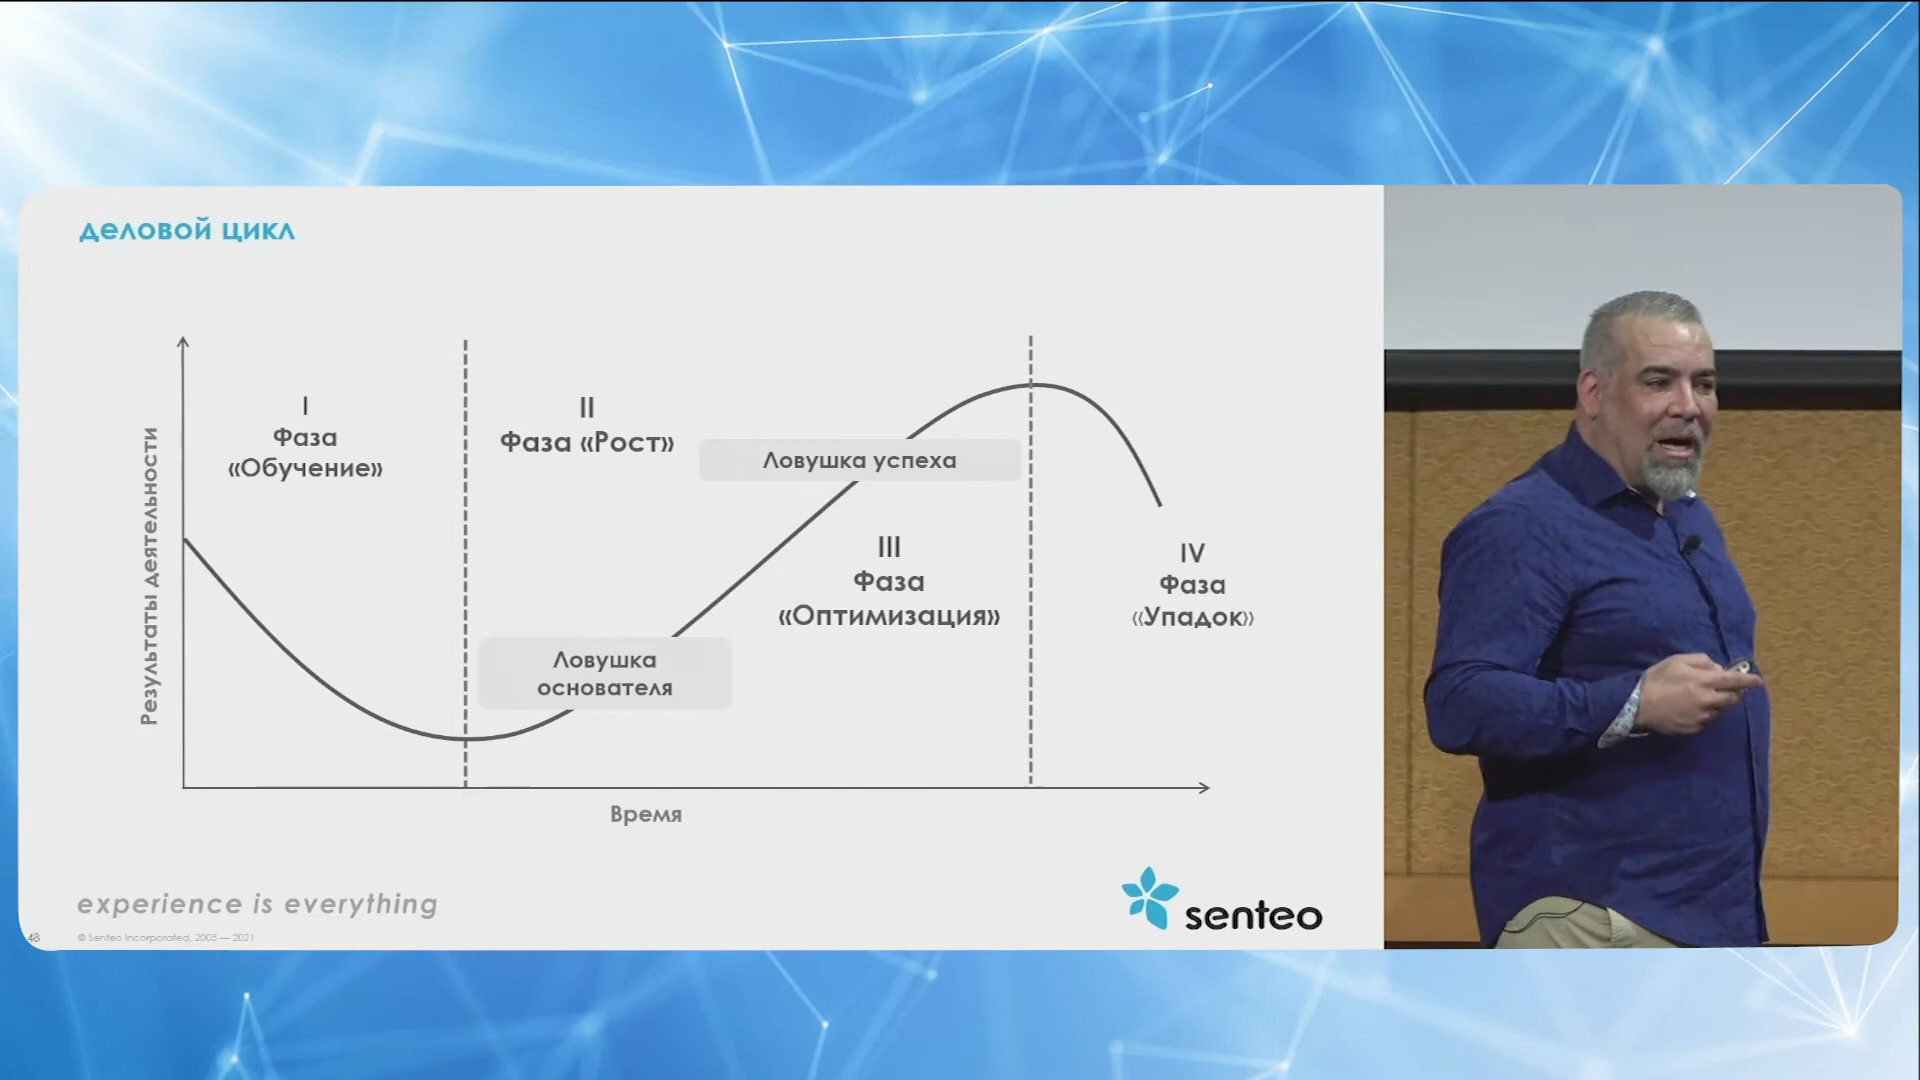 деловой цикл
I
Фаза
«Обучение»
II
Фаза «Рост»
Ловушка успеха
III
Фаза
«Оптимизация»
IV
Фаза
«Упадок»
Ловушка
основателя
Результаты деятельности
Время
experience is everything
senteo
48
© Senteo Incorporated, 2005 — 2021